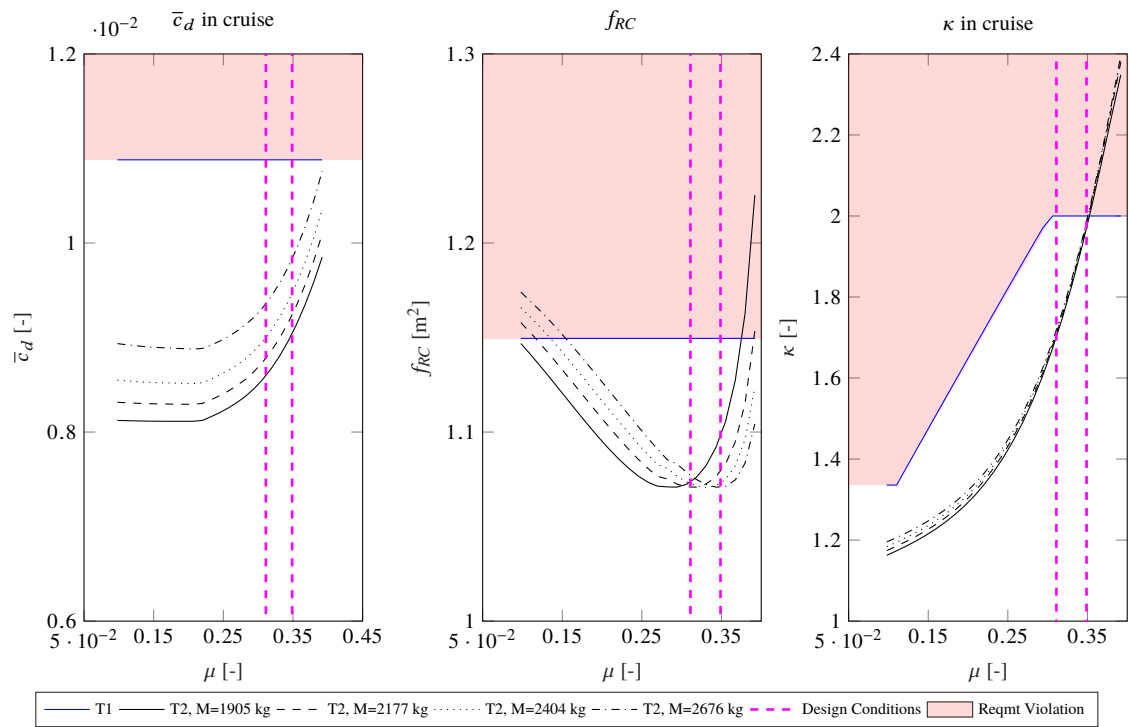 ·10⁻²
c̅d in cruise
1.2
1
0.8
0.6
5 · 10⁻²
0.15
0.25
0.35
0.45
c̅d [-]
μ [-]
fRC
1.3
1.2
1.1
1
5 · 10⁻²
0.15
0.25
0.35
fRC [m²]
μ [-]
κ in cruise
2.4
2.2
2
1.8
1.6
1.4
1.2
1
5 · 10⁻²
0.15
0.25
0.35
κ [-]
μ [-]
T1 T2, M=1905 kg T2, M=2177 kg T2, M=2404 kg T2, M=2676 kg Design Conditions Reqmt Violation